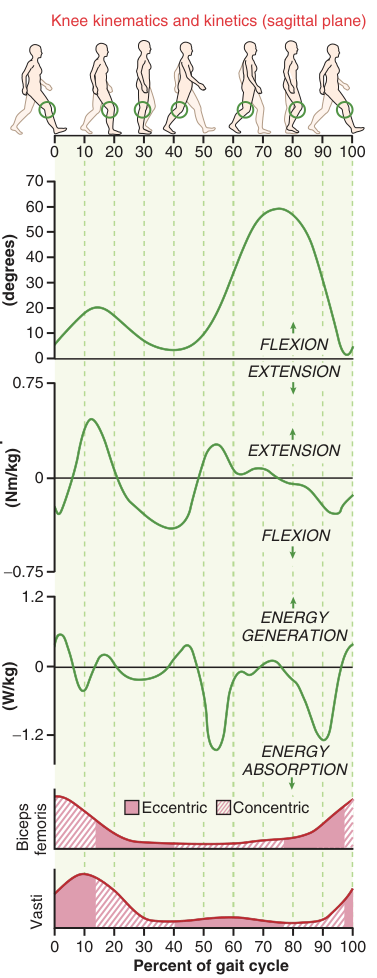 Knee kinematics and kinetics (sagittal plane)
0 10 20 30 40 50 60 70 80 90 100
70
60
50
40
30
20
10
0
(degrees)
FLEXION
EXTENSION
0.75
0
–0.75
(Nm/kg)
EXTENSION
FLEXION
1.2
0
–1.2
(W/kg)
ENERGY
GENERATION
ENERGY
ABSORPTION
Biceps
femoris
Eccentric Concentric
Vasti
0 10 20 30 40 50 60 70 80 90 100
Percent of gait cycle